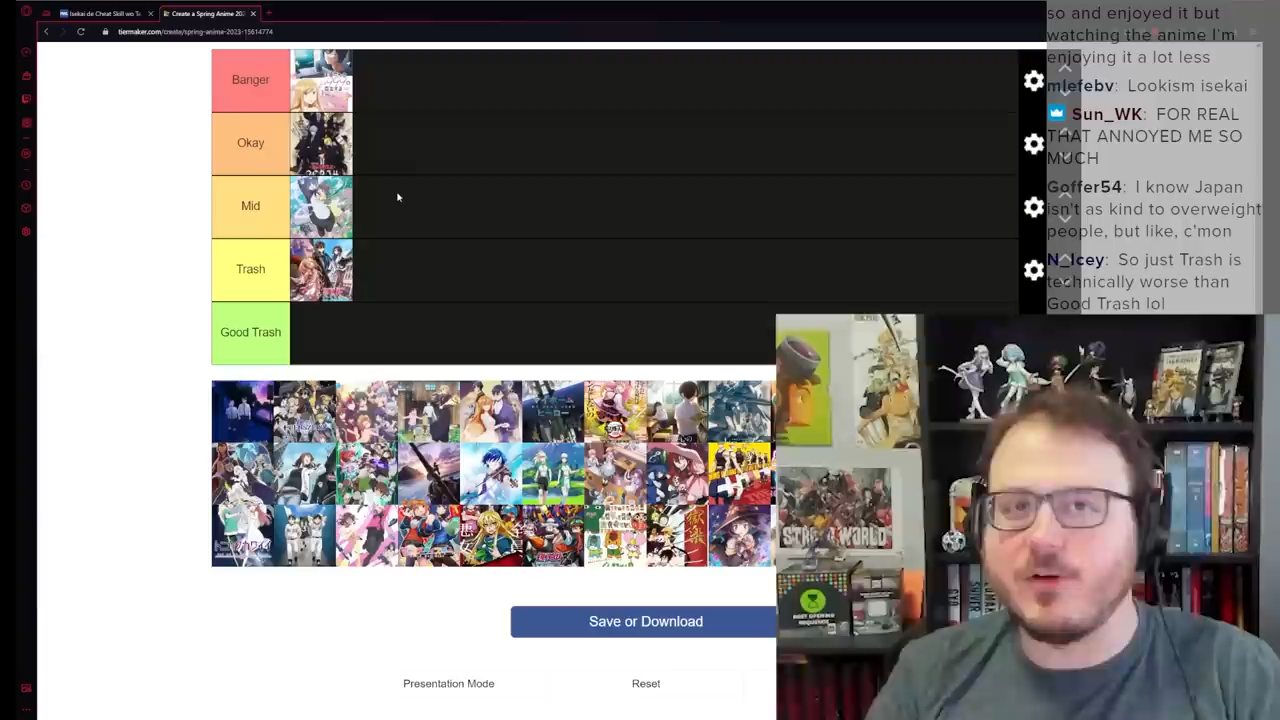 Isekai de Cheat Skill wo Te
Create a Spring Anime 202
tiermaker.com/create/spring-anime-2023-15614774
Banger
Okay
Mid
Trash
Good Trash
Save or Download
Presentation Mode
Reset
so and enjoyed it but
watching the anime I'm
enjoying it a lot less
mlefebv: Lookism isekai
Sun_WK: FOR REAL
THAT ANNOYED ME SO
MUCH
Goffer54: I know Japan
isn't as kind to overweight
people, but like, c'mon
N_Icey: So just Trash is
technically worse than
Good Trash lol